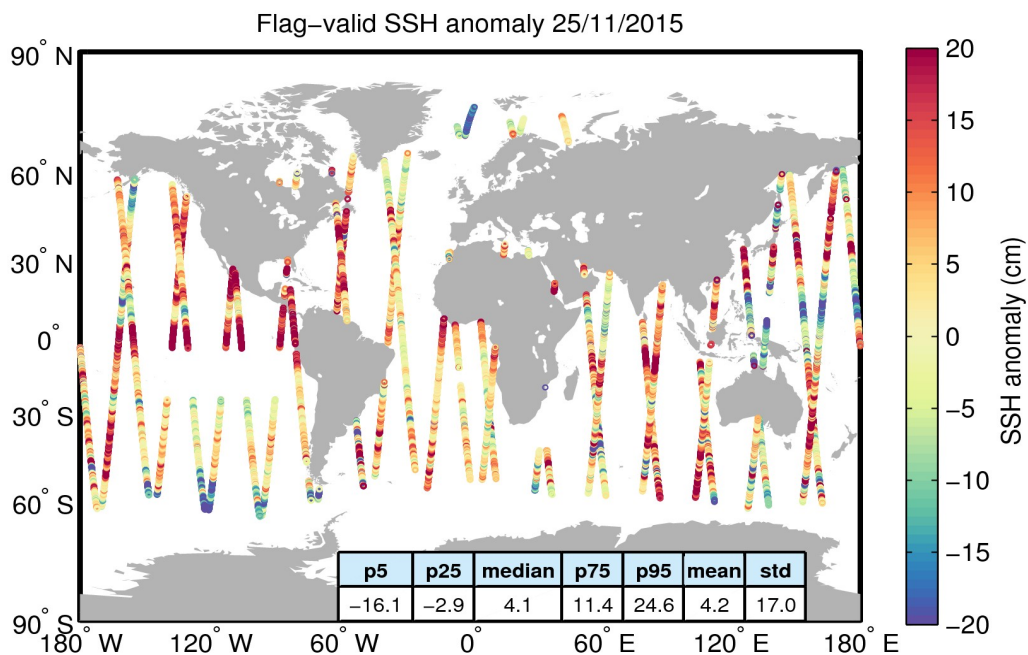 Flag−valid SSH anomaly 25/11/2015
90° N
60° N
30° N
0°
30° S
60° S
90° S
180° W
120° W
60° W
0°
60° E
120° E
180° E
p5 p25 median p75 p95 mean std
−16.1 −2.9 4.1 11.4 24.6 4.2 17.0
20
15
10
5
0
−5
−10
−15
−20
SSH anomaly (cm)